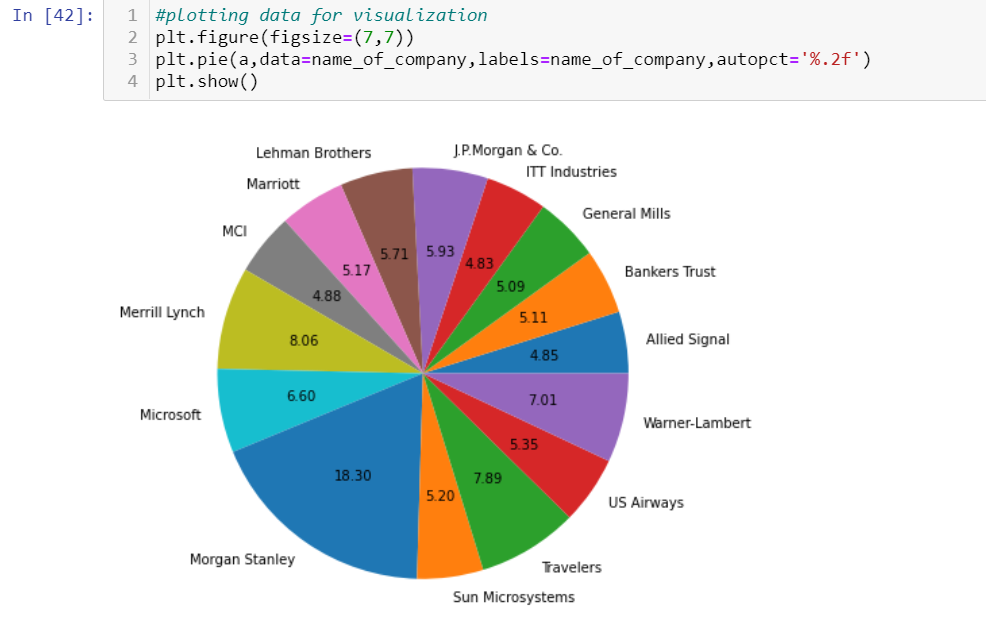 In [42]:
1 #plotting data for visualization
2 plt.figure(figsize=(7,7))
3 plt.pie(a,data=name_of_company,labels=name_of_company,autopct='%.2f')
4 plt.show()
Lehman Brothers
J.P.Morgan & Co.
Marriott
ITT Industries
MCI
General Mills
Merrill Lynch
Bankers Trust
Allied Signal
Microsoft
Warner-Lambert
Morgan Stanley
US Airways
Travelers
Sun Microsystems
5.71
5.93
4.83
5.17
5.09
4.88
5.11
8.06
4.85
6.60
7.01
18.30
5.35
7.89
5.20